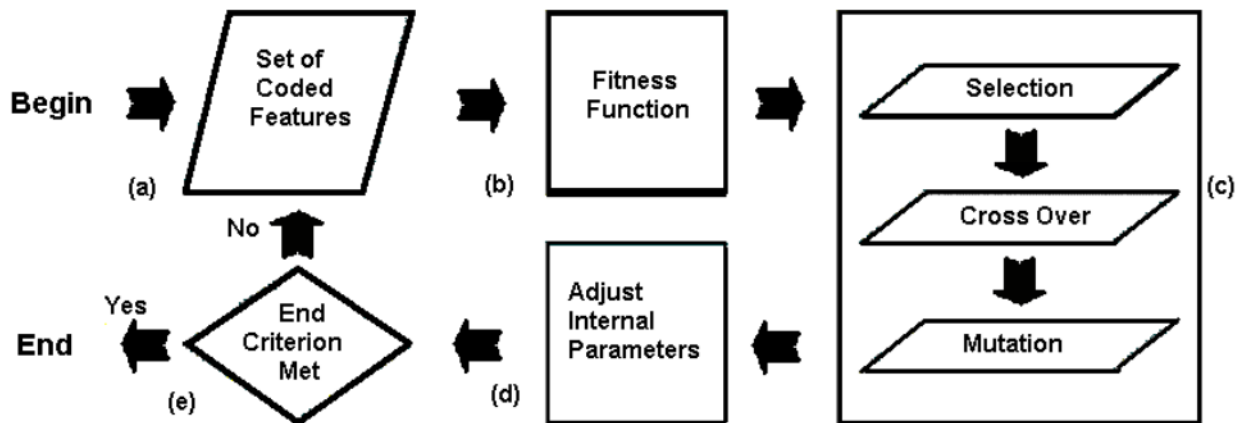 Begin
(a)
Set of
Coded
Features
(b)
Fitness
Function
Selection
Cross Over
Mutation
(c)
Adjust
Internal
Parameters
(d)
End
Criterion
Met
No
Yes
(e)
End